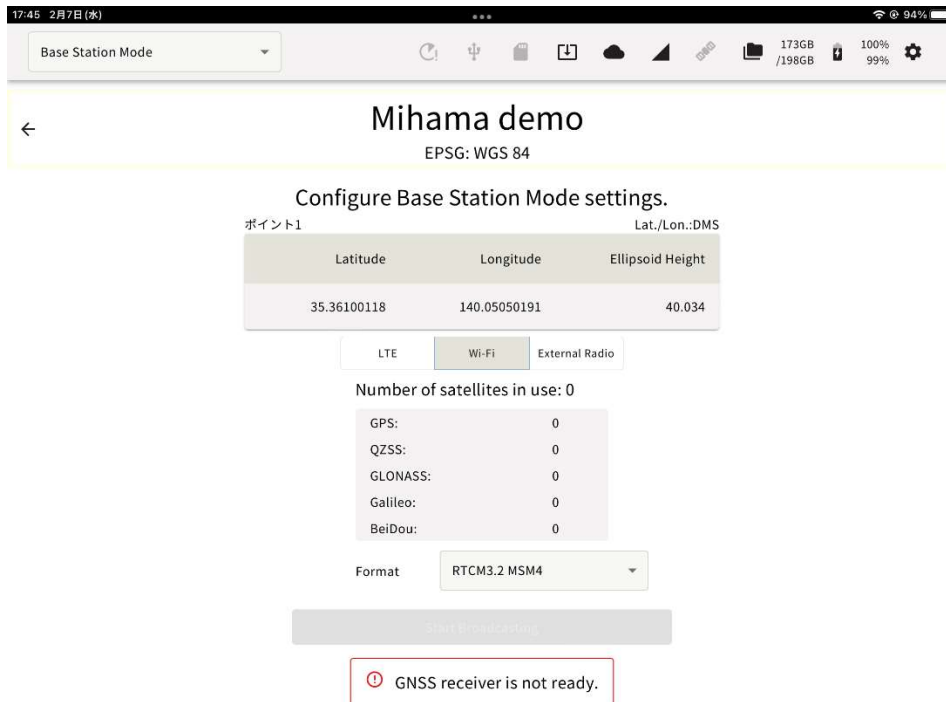 17:45 2月7日(水)
94%
Base Station Mode
173GB
/198GB
100%
99%
Mihama demo
EPSG: WGS 84
Configure Base Station Mode settings.
ポイント1 Lat./Lon.:DMS
Latitude Longitude Ellipsoid Height
35.36100118 140.05050191 40.034
LTE Wi-Fi External Radio
Number of satellites in use: 0
GPS: 0
QZSS: 0
GLONASS: 0
Galileo: 0
BeiDou: 0
Format RTCM3.2 MSM4
Start Broadcasting
GNSS receiver is not ready.